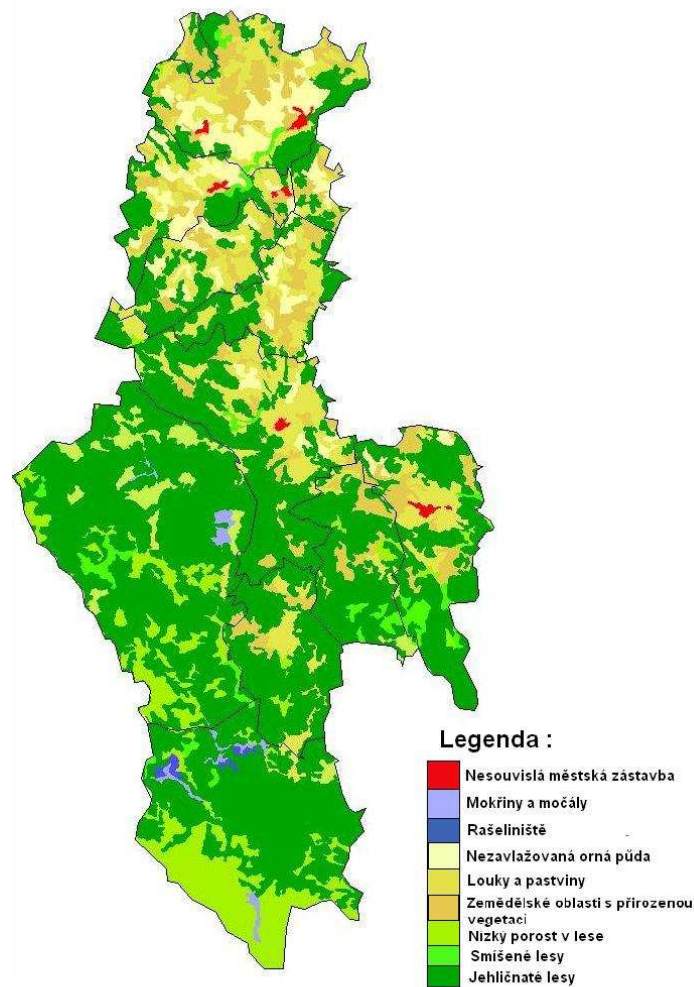 Legenda :
Nesouvislá městská zástavba
Mokřiny a močály
Rašeliniště
Nezavlažovaná orná půda
Louky a pastviny
Zemědělské oblasti s přirozenou
vegetací
Nízký porost v lese
Smíšené lesy
Jehličnaté lesy